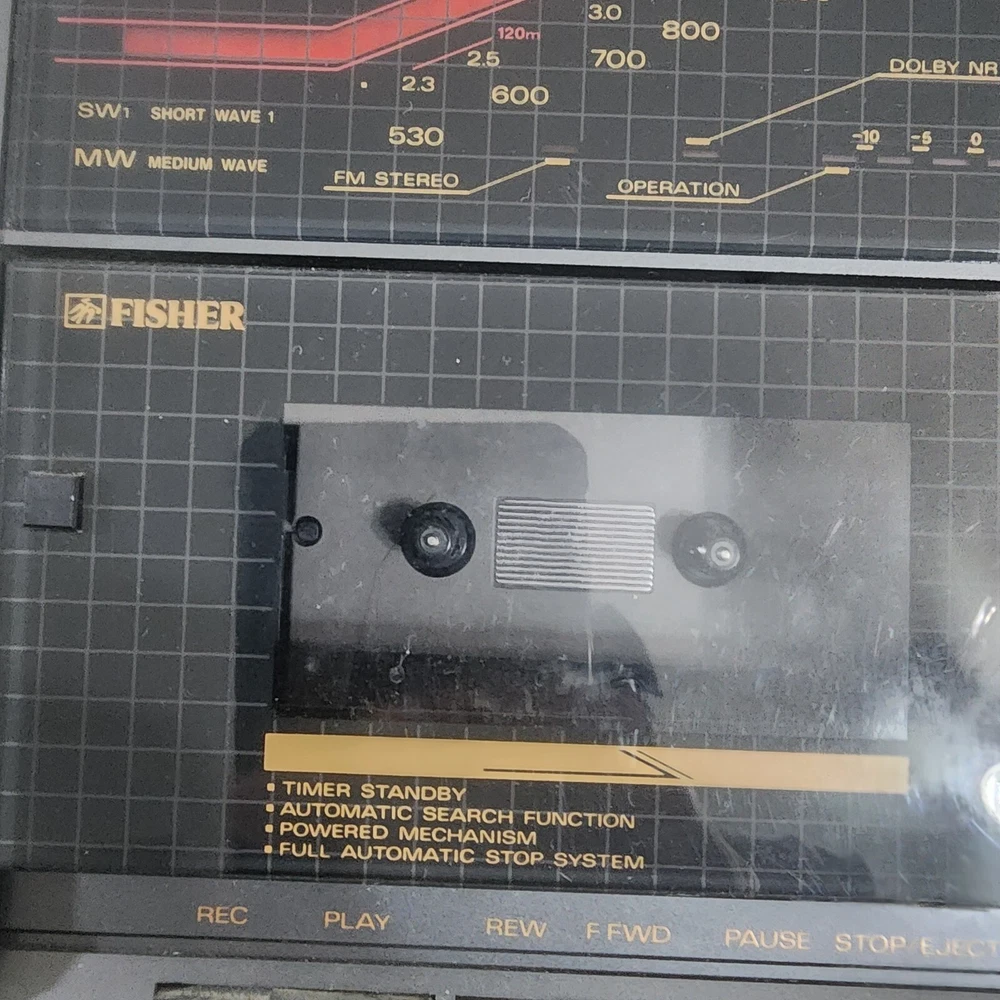 3.0
800
120m
2.5
700
DOLBY NR
2.3
600
SW1 SHORT WAVE 1
530
-10 -5 0
MW MEDIUM WAVE
FM STEREO
OPERATION
FISHER
TIMER STANDBY
AUTOMATIC SEARCH FUNCTION
POWERED MECHANISM
FULL AUTOMATIC STOP SYSTEM
REC PLAY REW F FWD PAUSE STOP/EJECT